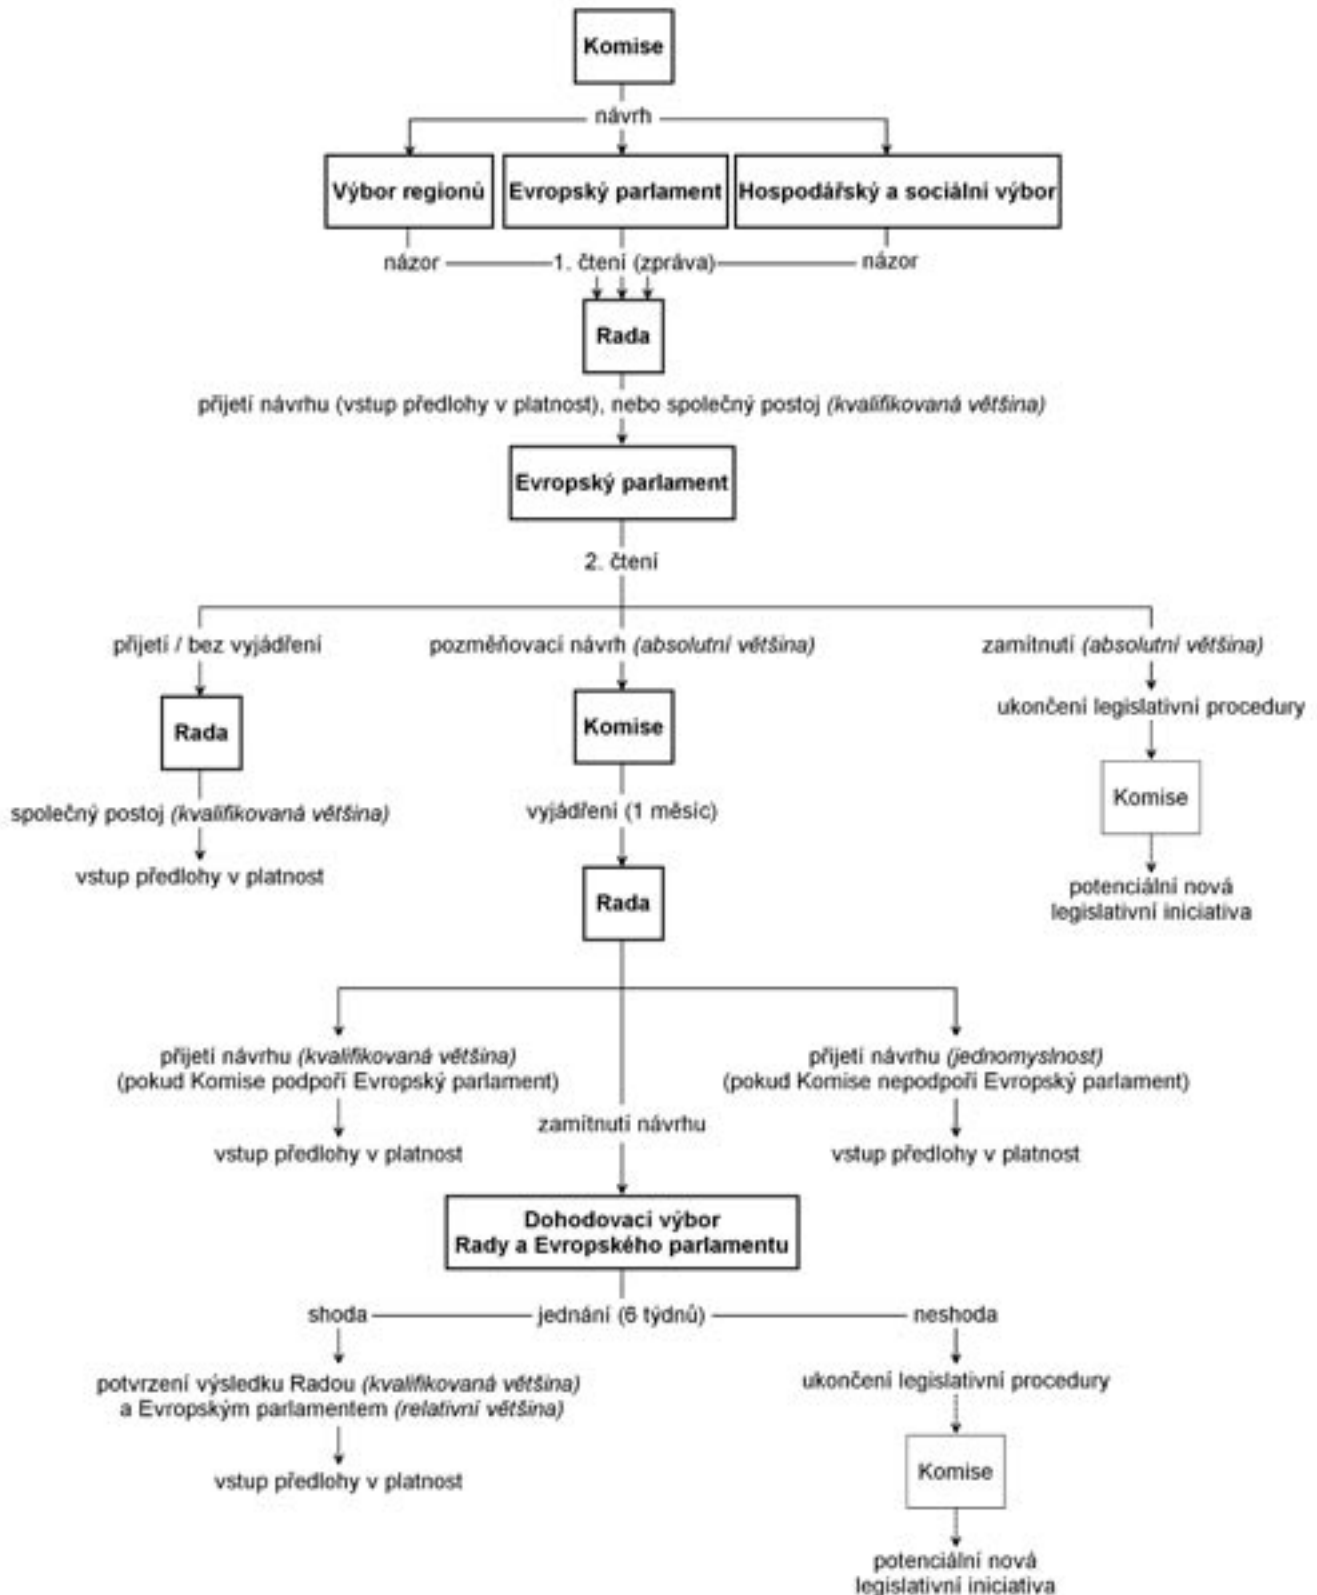 Komise
návrh
Výbor regionů
Evropský parlament
Hospodářský a sociální výbor
názor
1. čtení (zpráva)
názor
Rada
přijetí návrhu (vstup předlohy v platnost), nebo společný postoj (kvalifikovaná většina)
Evropský parlament
2. čtení
přijetí / bez vyjádření
pozměňovací návrh (absolutní většina)
zamítnutí (absolutní většina)
ukončení legislativní procedury
Rada
Komise
Komise
společný postoj (kvalifikovaná většina)
vyjádření (1 měsíc)
vstup předlohy v platnost
potenciální nová
legislativní iniciativa
Rada
přijetí návrhu (kvalifikovaná většina)
(pokud Komise podpoří Evropský parlament)
přijetí návrhu (jednomyslnost)
(pokud Komise nepodpoří Evropský parlament)
zamítnutí návrhu
vstup předlohy v platnost
vstup předlohy v platnost
Dohodovací výbor
Rady a Evropského parlamentu
shoda
jednání (6 týdnů)
neshoda
potvrzení výsledku Radou (kvalifikovaná většina)
a Evropským parlamentem (relativní většina)
ukončení legislativní procedury
vstup předlohy v platnost
Komise
potenciální nová
legislativní iniciativa